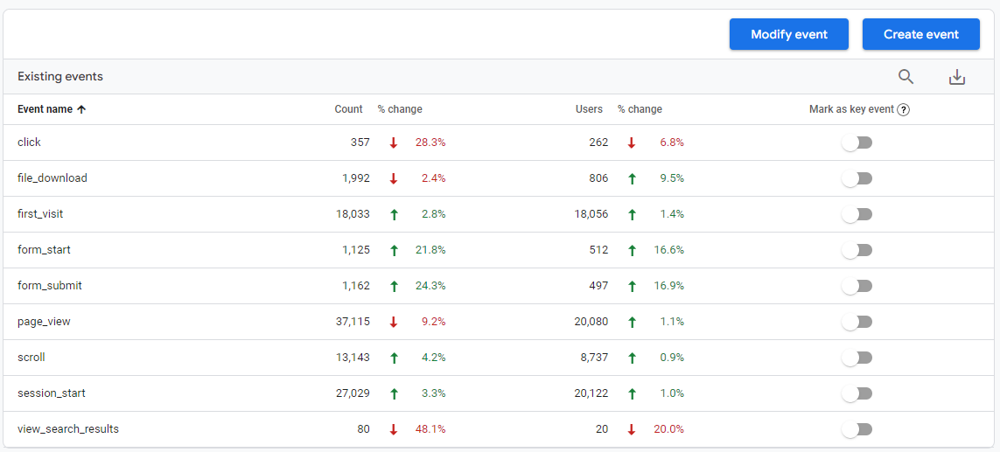 Modify event Create event
Existing events
Event name Count % change Users % change Mark as key event ?
click 357 28.3% 262 6.8%
file_download 1,992 2.4% 806 9.5%
first_visit 18,033 2.8% 18,056 1.4%
form_start 1,125 21.8% 512 16.6%
form_submit 1,162 24.3% 497 16.9%
page_view 37,115 9.2% 20,080 1.1%
scroll 13,143 4.2% 8,737 0.9%
session_start 27,029 3.3% 20,122 1.0%
view_search_results 80 48.1% 20 20.0%